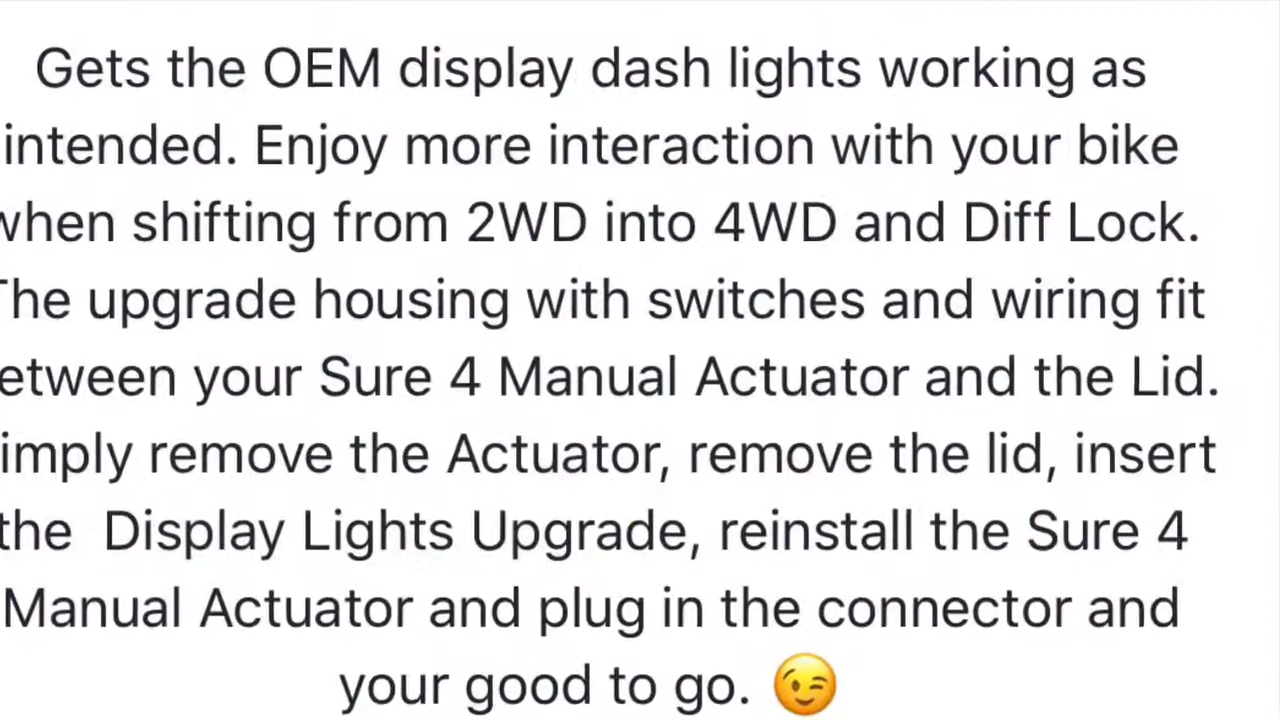 Gets the OEM display dash lights working as
intended. Enjoy more interaction with your bike
when shifting from 2WD into 4WD and Diff Lock.
The upgrade housing with switches and wiring fit
etween your Sure 4 Manual Actuator and the Lid.
imply remove the Actuator, remove the lid, insert
the Display Lights Upgrade, reinstall the Sure 4
Manual Actuator and plug in the connector and
your good to go. 😉